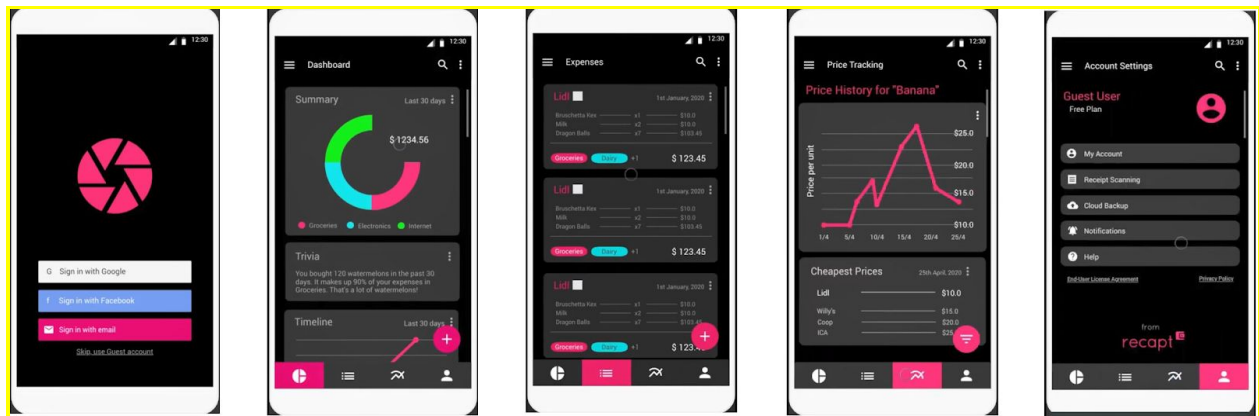 12:30
G Sign in with Google
f Sign in with Facebook
Sign in with email
Skip, use Guest account
12:30
Dashboard
Summary
Last 30 days
$ 1234.56
Groceries Electronics Internet
Trivia
You bought 120 watermelons in the past 30
days. It makes up 90% of your expenses in
Groceries. That's a lot of watermelons!
Timeline
Last 30 days
+
12:30
Expenses
Lidl
1st January, 2020
Bruschetta Kex x1 $10.0
Milk x2 $10.0
Dragon Balls x7 $103.45
Groceries Dairy +1 $ 123.45
Lidl
1st January, 2020
Bruschetta Kex x1 $10.0
Milk x2 $10.0
Dragon Balls x7 $103.45
Groceries Dairy +1 $ 123.45
Lidl
1st January, 2020
Bruschetta Kex x1 $10.0
Milk x2 $10.0
Dragon Balls x7
Groceries Dairy +1 $ 123.4
+
12:30
Price Tracking
Price History for "Banana"
Price per unit
$25.0
$20.0
$15.0
$10.0
1/4 5/4 10/4 15/4 20/4 25/4
Cheapest Prices
25th April, 2020
Lidl $10.0
Willy's $15.0
Coop $20.0
ICA
12:30
Account Settings
Guest User
Free Plan
My Account
Receipt Scanning
Cloud Backup
Notifications
Help
End-User License Agreement
Privacy Policy
from
recapt